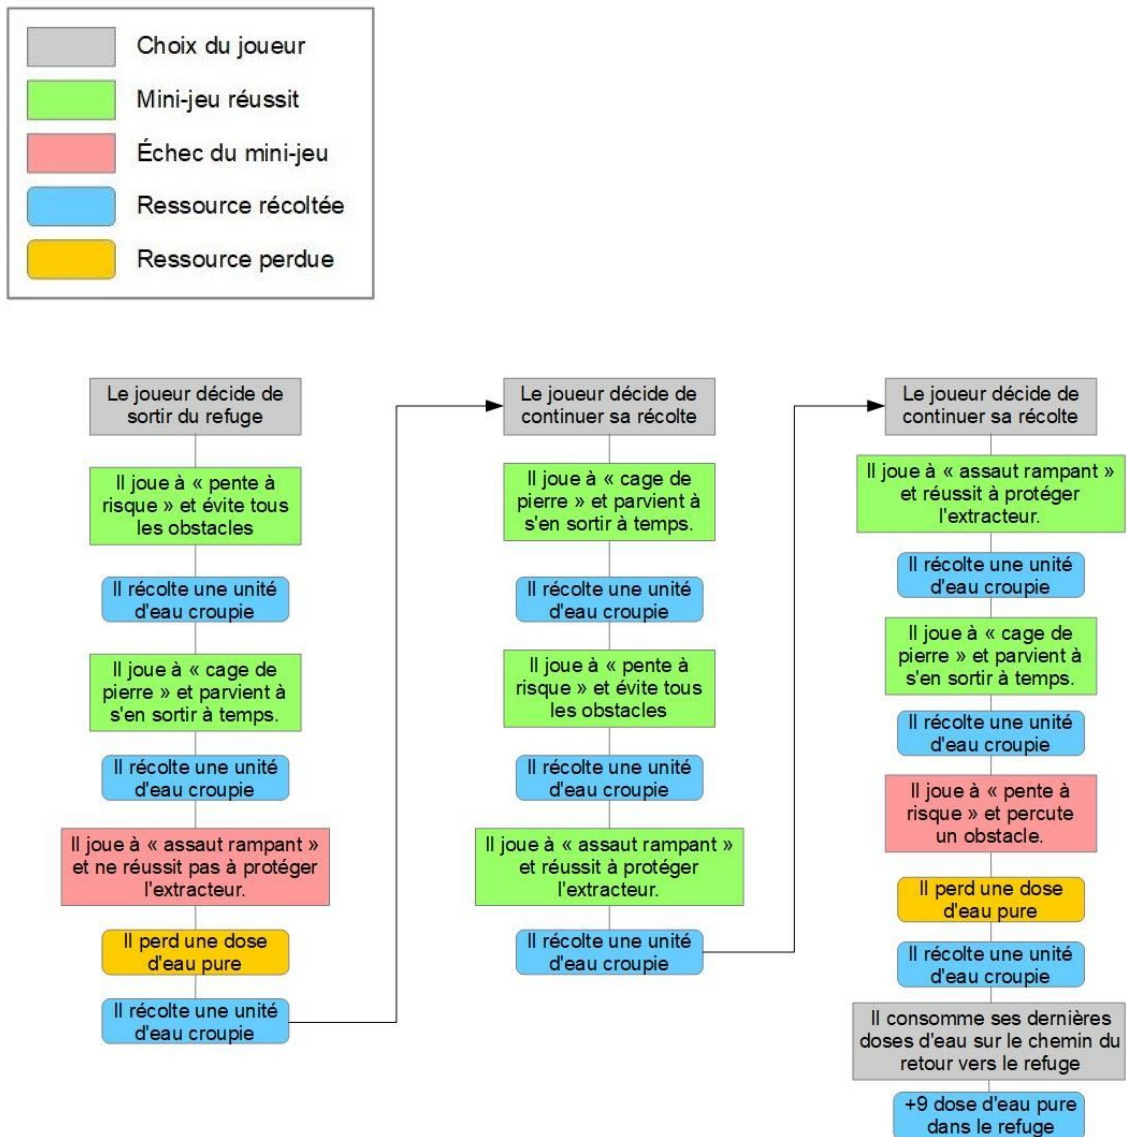 Choix du joueur
Mini-jeu réussit
Échec du mini-jeu
Ressource récoltée
Ressource perdue
Le joueur décide de
sortir du refuge
Il joue à « pente à
risque » et évite tous
les obstacles
Il récolte une unité
d'eau croupie
Il joue à « cage de
pierre » et parvient à
s'en sortir à temps.
Il récolte une unité
d'eau croupie
Il joue à « assaut rampant »
et ne réussit pas à protéger
l'extracteur.
Il perd une dose
d'eau pure
Il récolte une unité
d'eau croupie
Le joueur décide de
continuer sa récolte
Il joue à « cage de
pierre » et parvient à
s'en sortir à temps.
Il récolte une unité
d'eau croupie
Il joue à « pente à
risque » et évite tous
les obstacles
Il récolte une unité
d'eau croupie
Il joue à « assaut rampant »
et réussit à protéger
l'extracteur.
Il récolte une unité
d'eau croupie
Le joueur décide de
continuer sa récolte
Il joue à « assaut rampant »
et réussit à protéger
l'extracteur.
Il récolte une unité
d'eau croupie
Il joue à « cage de
pierre » et parvient à
s'en sortir à temps.
Il récolte une unité
d'eau croupie
Il joue à « pente à
risque » et percute
un obstacle.
Il perd une dose
d'eau pure
Il récolte une unité
d'eau croupie
Il consomme ses dernières
doses d'eau sur le chemin du
retour vers le refuge
+9 dose d'eau pure
dans le refuge